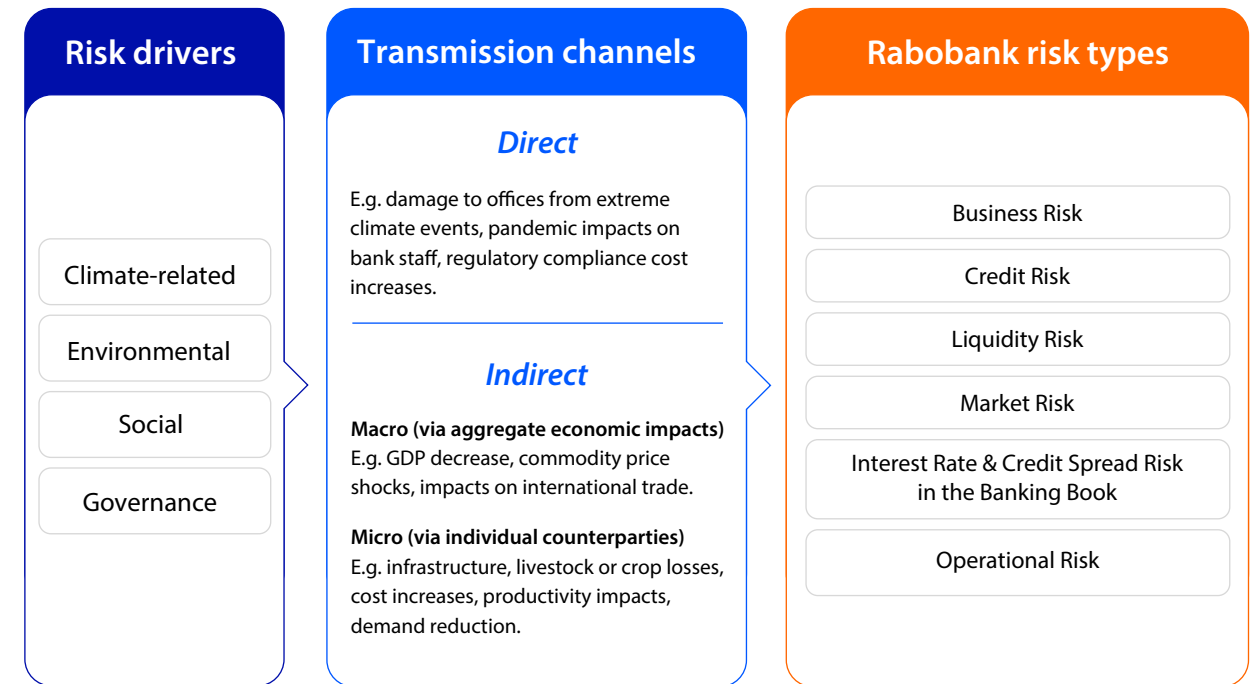 Risk drivers
Climate-related
Environmental
Social
Governance
Transmission channels
Direct
E.g. damage to offices from extreme
climate events, pandemic impacts on
bank staff, regulatory compliance cost
increases.
Indirect
Macro (via aggregate economic impacts)
E.g. GDP decrease, commodity price
shocks, impacts on international trade.
Micro (via individual counterparties)
E.g. infrastructure, livestock or crop losses,
cost increases, productivity impacts,
demand reduction.
Rabobank risk types
Business Risk
Credit Risk
Liquidity Risk
Market Risk
Interest Rate & Credit Spread Risk
in the Banking Book
Operational Risk